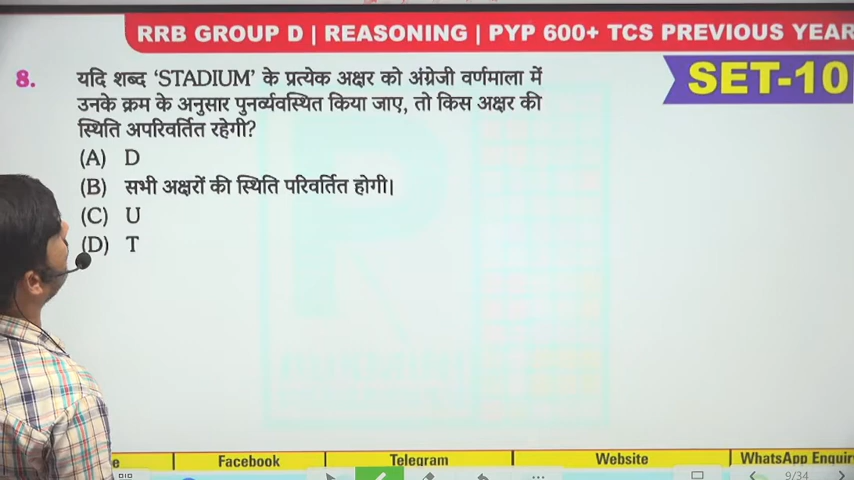 RRB GROUP D | REASONING | PYP 600+ TCS PREVIOUS YEAR
SET-10
8. यदि शब्द ‘STADIUM’ के प्रत्येक अक्षर को अंग्रेजी वर्णमाला में
उनके क्रम के अनुसार पुनर्व्यवस्थित किया जाए, तो किस अक्षर की
स्थिति अपरिवर्तित रहेगी?
(A) D
(B) सभी अक्षरों की स्थिति परिवर्तित होगी।
(C) U
(D) T
e | Facebook | Telegram | Website | WhatsApp Enquir
9/34